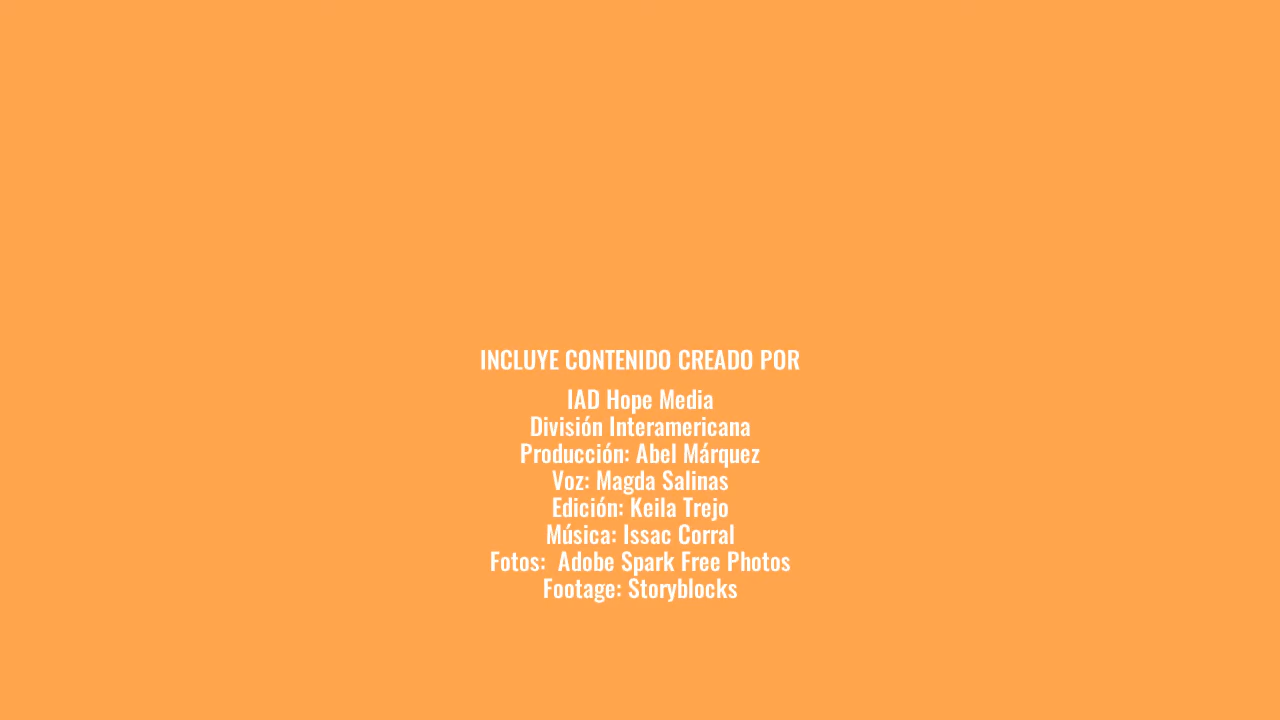 INCLUYE CONTENIDO CREADO POR
IAD Hope Media
División Interamericana
Producción: Abel Márquez
Voz: Magda Salinas
Edición: Keila Trejo
Música: Issac Corral
Fotos:  Adobe Spark Free Photos
Footage: Storyblocks